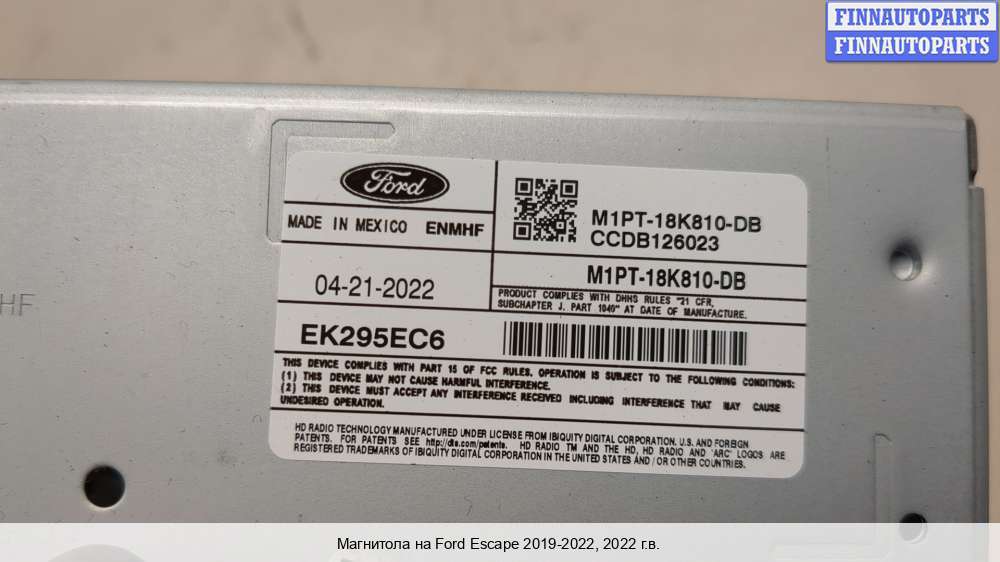 FINNAUTOPARTS
FINNAUTOPARTS
Ford
MADE IN MEXICO ENMHF
M1PT-18K810-DB
CCDB126023
04-21-2022
M1PT-18K810-DB
PRODUCT COMPLIES WITH DHHS RULES "21 CFR,
SUBCHAPTER J. PART 1040" AT DATE OF MANUFACTURE.
EK295EC6
THIS DEVICE COMPLIES WITH PART 15 OF FCC RULES. OPERATION IS SUBJECT TO THE FOLLOWING CONDITIONS:
(1) THIS DEVICE MAY NOT CAUSE HARMFUL INTERFERENCE.
(2) THIS DEVICE MUST ACCEPT ANY INTERFERENCE RECEIVED INCLUDING INTERFERENCE THAT MAY CAUSE
UNDESIRED OPERATION.
HD RADIO TECHNOLOGY MANUFACTURED UNDER LICENSE FROM IBIQUITY DIGITAL CORPORATION. U.S. AND FOREIGN
PATENTS. FOR PATENTS SEE http://dts.com/patents. HD RADIO TM AND THE HD, HD RADIO AND 'ARC' LOGOS ARE
REGISTERED TRADEMARKS OF IBIQUITY DIGITAL CORPORATION IN THE UNITED STATES AND / OR OTHER COUNTRIES.
HF
Магнитола на Ford Escape 2019-2022, 2022 г.в.